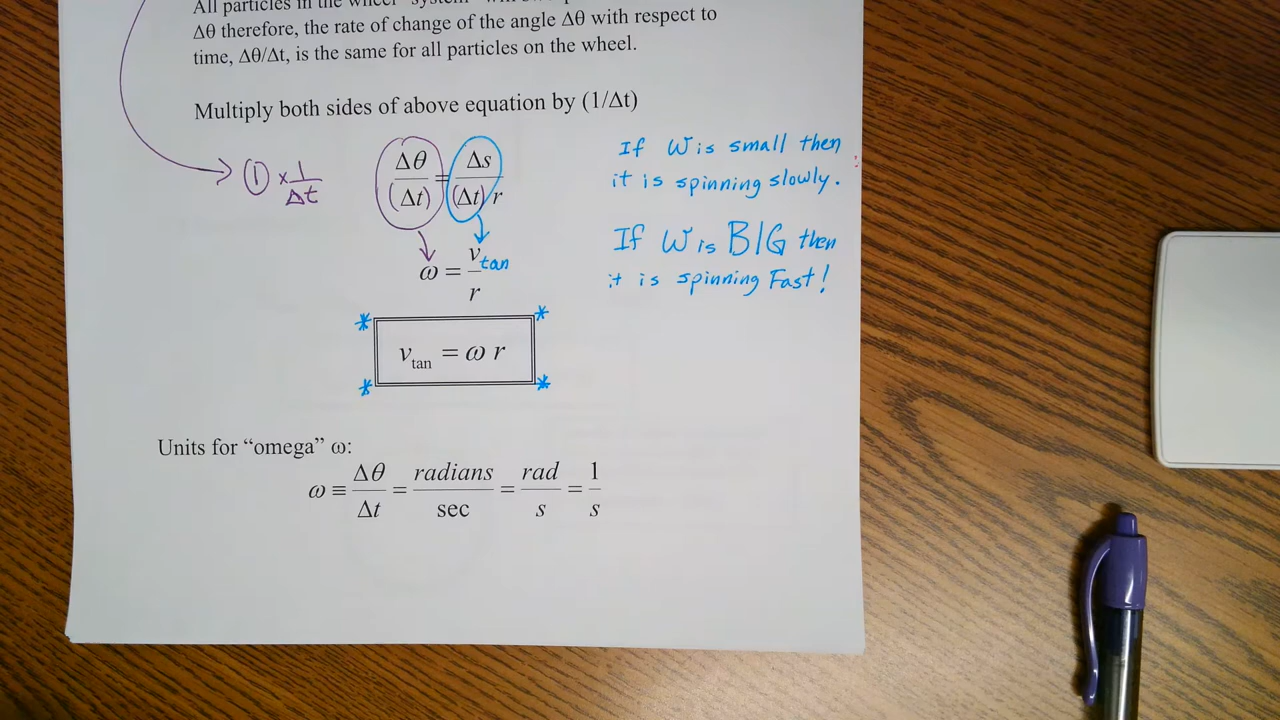 All particles in the wheel "system"
Δθ therefore, the rate of change of the angle Δθ with respect to
time, Δθ/Δt, is the same for all particles on the wheel.
Multiply both sides of above equation by (1/Δt)
① × 1/Δt
Δθ/(Δt) = Δs/(Δt) r
ω = v tan / r
v tan = ω r
If ω is small then
it is spinning slowly.
If ω is BIG then
it is spinning Fast!
Units for “omega” ω:
ω ≡ Δθ/Δt = radians/sec = rad/s = 1/s